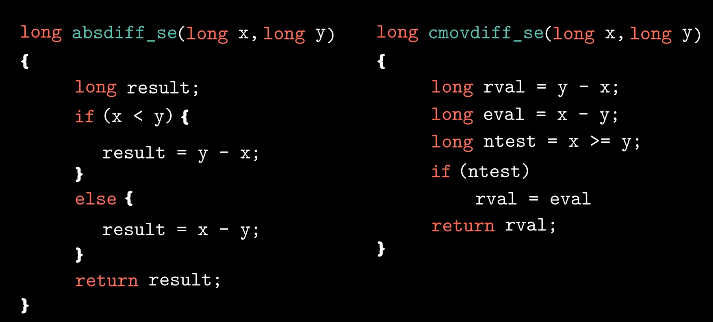 long absdiff_se(long x, long y)
{
long result;
if (x < y) {
result = y - x;
}
else {
result = x - y;
}
return result;
}
long cmovdiff_se(long x, long y)
{
long rval = y - x;
long eval = x - y;
long ntest = x >= y;
if (ntest)
rval = eval
return rval;
}